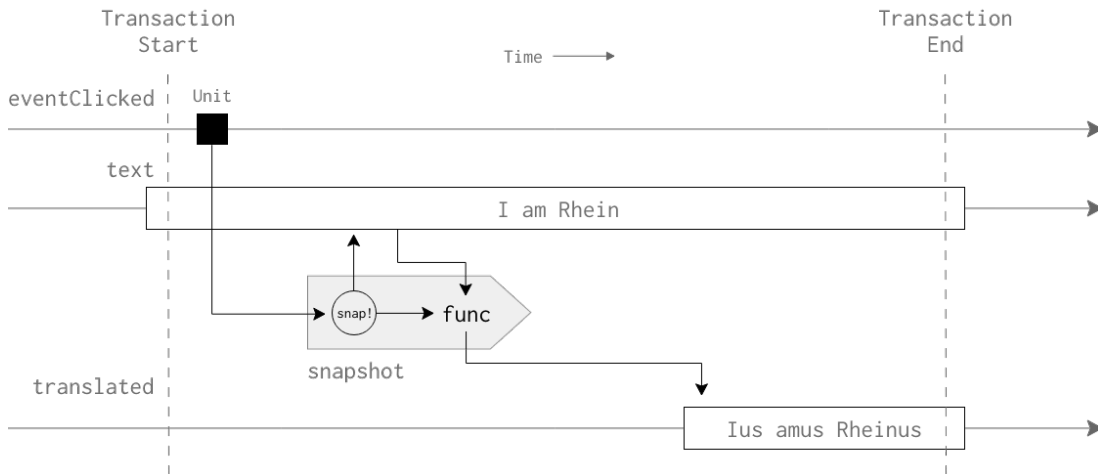 Transaction
Start
Transaction
End
Time
eventClicked
Unit
text
I am Rhein
snap!
func
snapshot
translated
Ius amus Rheinus